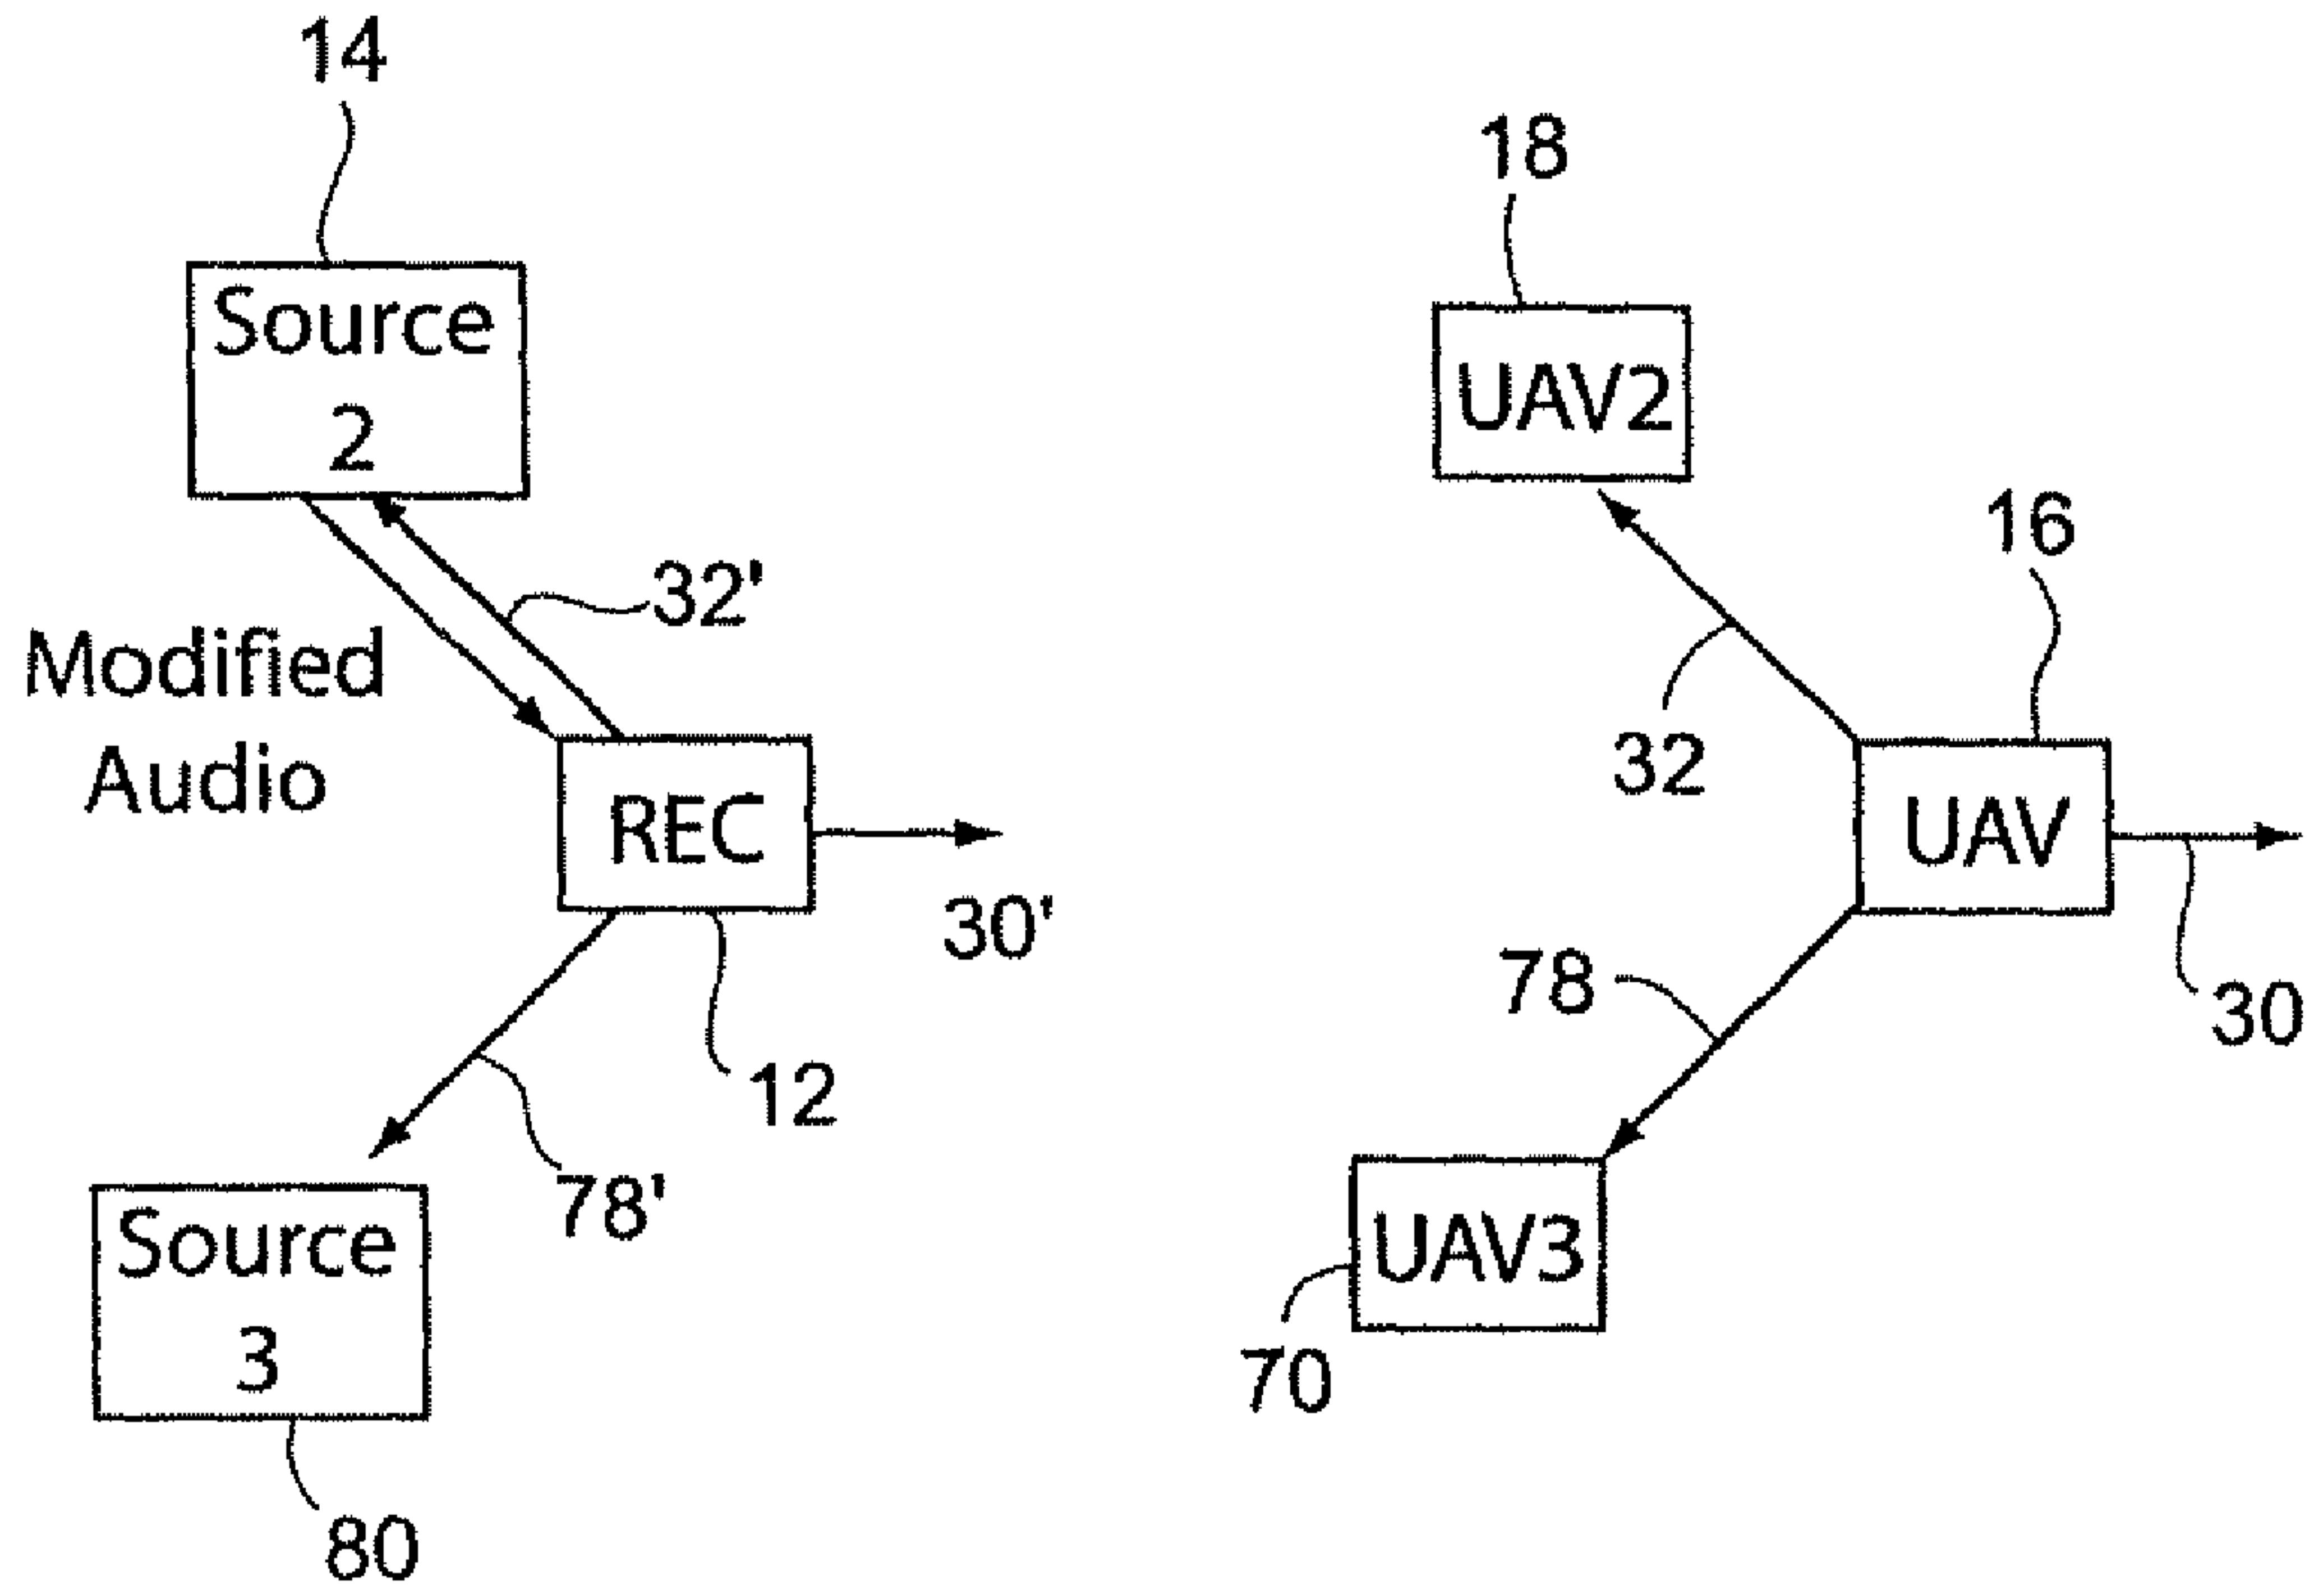 14
Source
2
32'
Modified
Audio
REC
30'
12
78'
Source
3
80
18
UAV2
16
32
UAV
78
30
UAV3
70